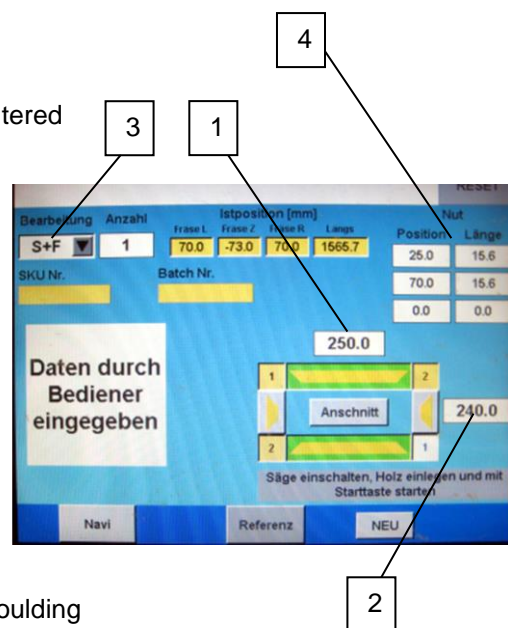 4
tered
3
1
RESET
Bearbeitung Anzahl
Istposition [mm]
Nut
Frase L Frase Z Frase R Langs
Position Länge
S+F 1 70.0 -73.0 70.0 1565.7
25.0 15.6
SKU Nr. Batch Nr.
70.0 15.6
0.0 0.0
250.0
Daten durch
Bediener
eingegeben
1 2
Anschnitt
240.0
2 1
Säge einschalten, Holz einlegen und mit
Starttaste starten
Navi Referenz NEU
oulding
2